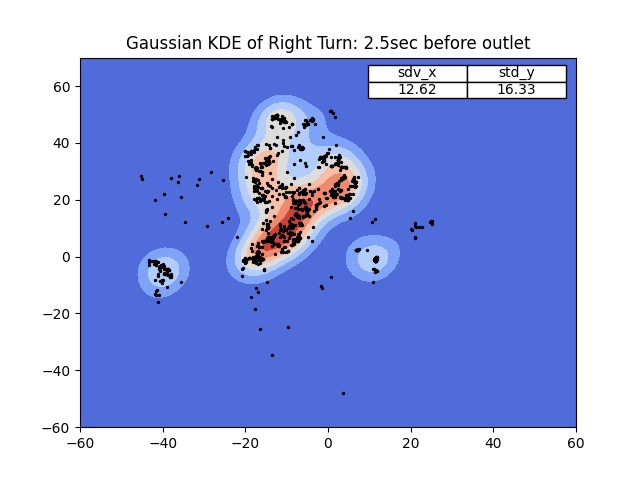 Gaussian KDE of Right Turn: 2.5sec before outlet
sdv_x std_y
12.62 16.33
60
40
20
0
−20
−40
−60
−60 −40 −20 0 20 40 60